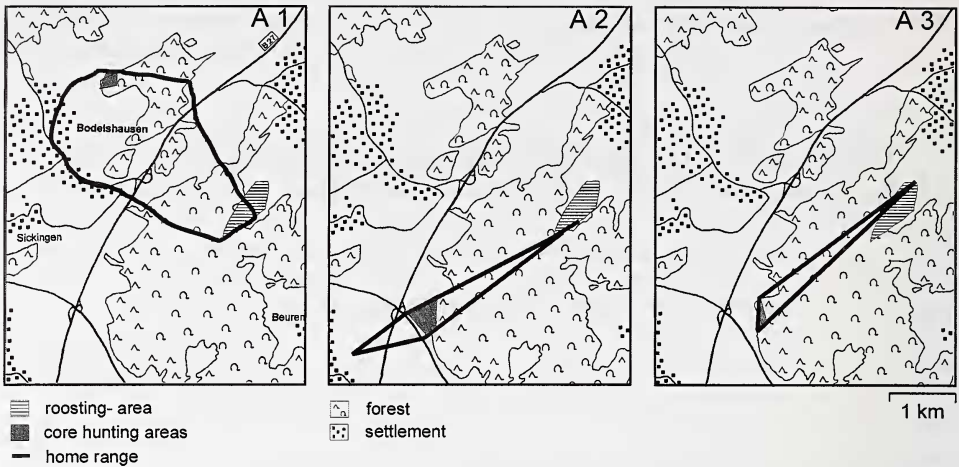 A 1
A 2
A 3
B 27
Bodelshausen
Sickingen
Beuren
roosting- area
core hunting areas
home range
forest
settlement
1 km